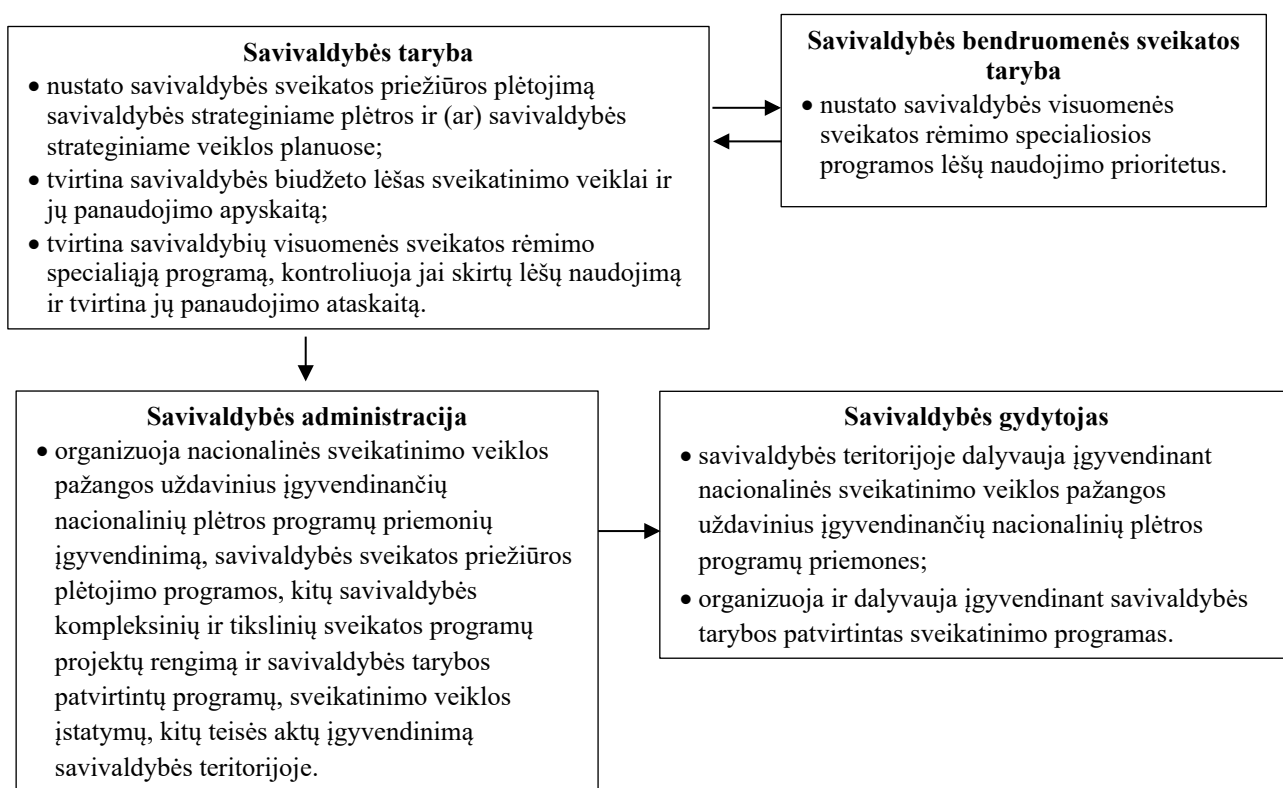 Savivaldybės taryba
• nustato savivaldybės sveikatos priežiūros plėtojimą
savivaldybės strateginiame plėtros ir (ar) savivaldybės
strateginiame veiklos planuose;
• tvirtina savivaldybės biudžeto lėšas sveikatinimo veiklai ir
jų panaudojimo apyskaitą;
• tvirtina savivaldybių visuomenės sveikatos rėmimo
specialiąją programą, kontroliuoja jai skirtų lėšų naudojimą
ir tvirtina jų panaudojimo ataskaitą.
Savivaldybės bendruomenės sveikatos
taryba
• nustato savivaldybės visuomenės
sveikatos rėmimo specialiosios
programos lėšų naudojimo prioritetus.
Savivaldybės administracija
• organizuoja nacionalinės sveikatinimo veiklos
pažangos uždavinius įgyvendinančių
nacionalinių plėtros programų priemonių
įgyvendinimą, savivaldybės sveikatos priežiūros
plėtojimo programos, kitų savivaldybės
kompleksinių ir tikslinių sveikatos programų
projektų rengimą ir savivaldybės tarybos
patvirtintų programų, sveikatinimo veiklos
įstatymų, kitų teisės aktų įgyvendinimą
savivaldybės teritorijoje.
Savivaldybės gydytojas
• savivaldybės teritorijoje dalyvauja įgyvendinant
nacionalinės sveikatinimo veiklos pažangos
uždavinius įgyvendinančių nacionalinių plėtros
programų priemones;
• organizuoja ir dalyvauja įgyvendinant savivaldybės
tarybos patvirtintas sveikatinimo programas.